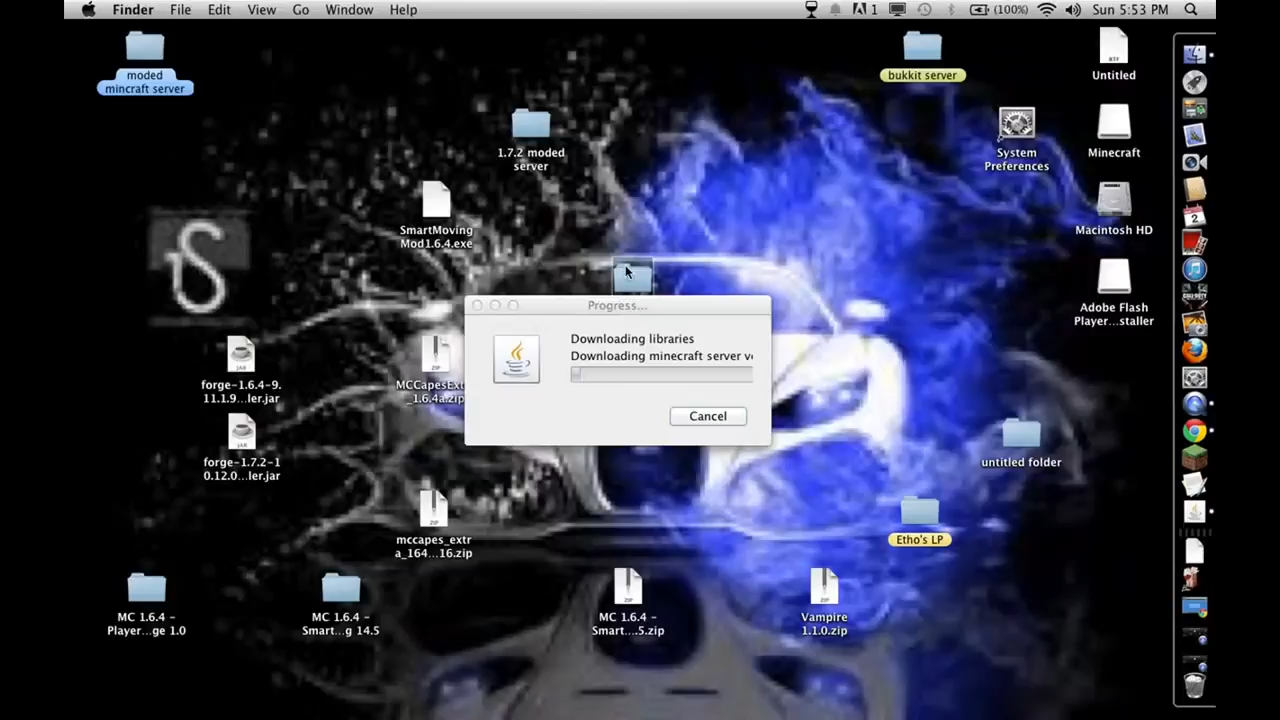 Finder File Edit View Go Window Help
1 (100%) Sun 5:53 PM
moded
mincraft server
bukkit server
Untitled
1.7.2 moded
server
System
Preferences
Minecraft
SmartMoving
Mod1.6.4.exe
Macintosh HD
Progress...
Downloading libraries
Downloading minecraft server ve
Cancel
Adobe Flash
Player...staller
forge-1.6.4-9.
11.1.9...ler.jar
MCCapesExt
_1.6.4a.zip
forge-1.7.2-1
0.12.0...ler.jar
untitled folder
mccapes_extr
a_164...16.zip
Etho's LP
MC 1.6.4 -
Player...ge 1.0
MC 1.6.4 -
Smart...g 14.5
MC 1.6.4 -
Smart....5.zip
Vampire
1.1.0.zip